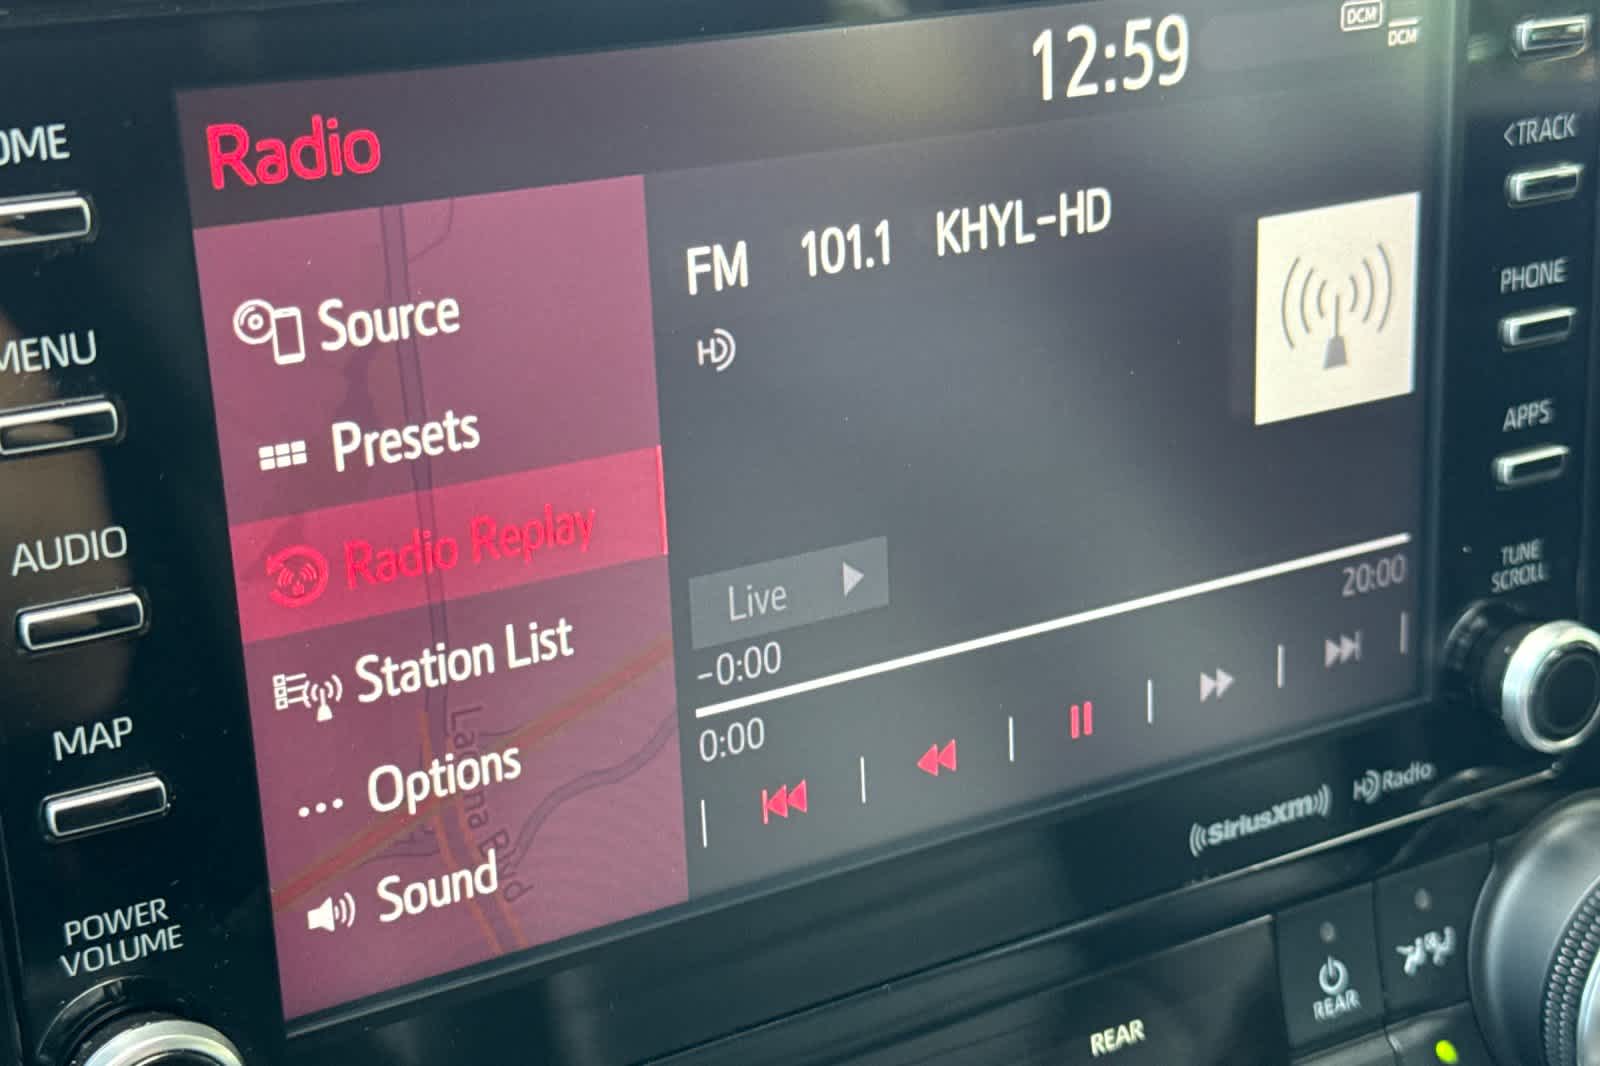 12:59
DCM
DCM
Radio
Source
Presets
Radio Replay
Station List
Options
Sound
Laguna Blvd
FM 101.1 KHYL-HD
HD
Live
-0:00
20:00
0:00
MENU
AUDIO
MAP
POWER
VOLUME
<TRACK
PHONE
APPS
TUNE
SCROLL
SiriusXM
HD Radio
REAR
REAR